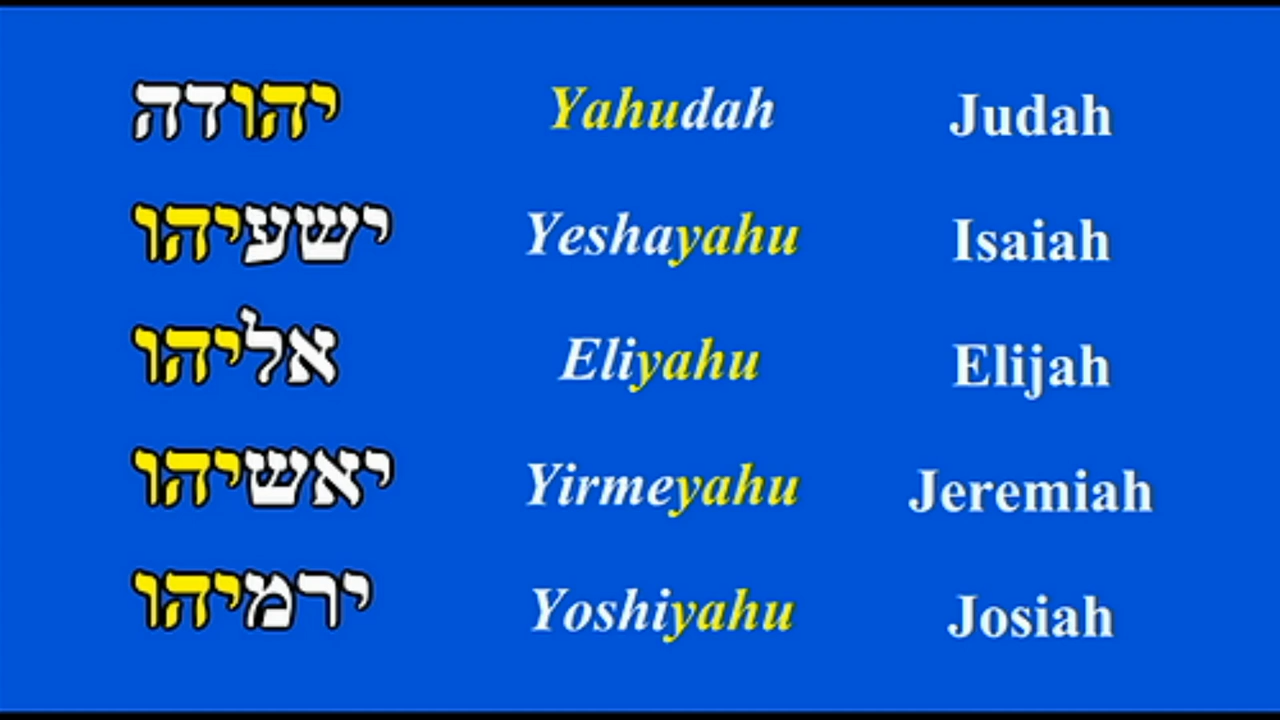 יהודה Yahudah Judah
ישעיהו Yeshayahu Isaiah
אליהו Eliyahu Elijah
יאשיהו Yirmeyahu Jeremiah
ירמיהו Yoshiyahu Josiah